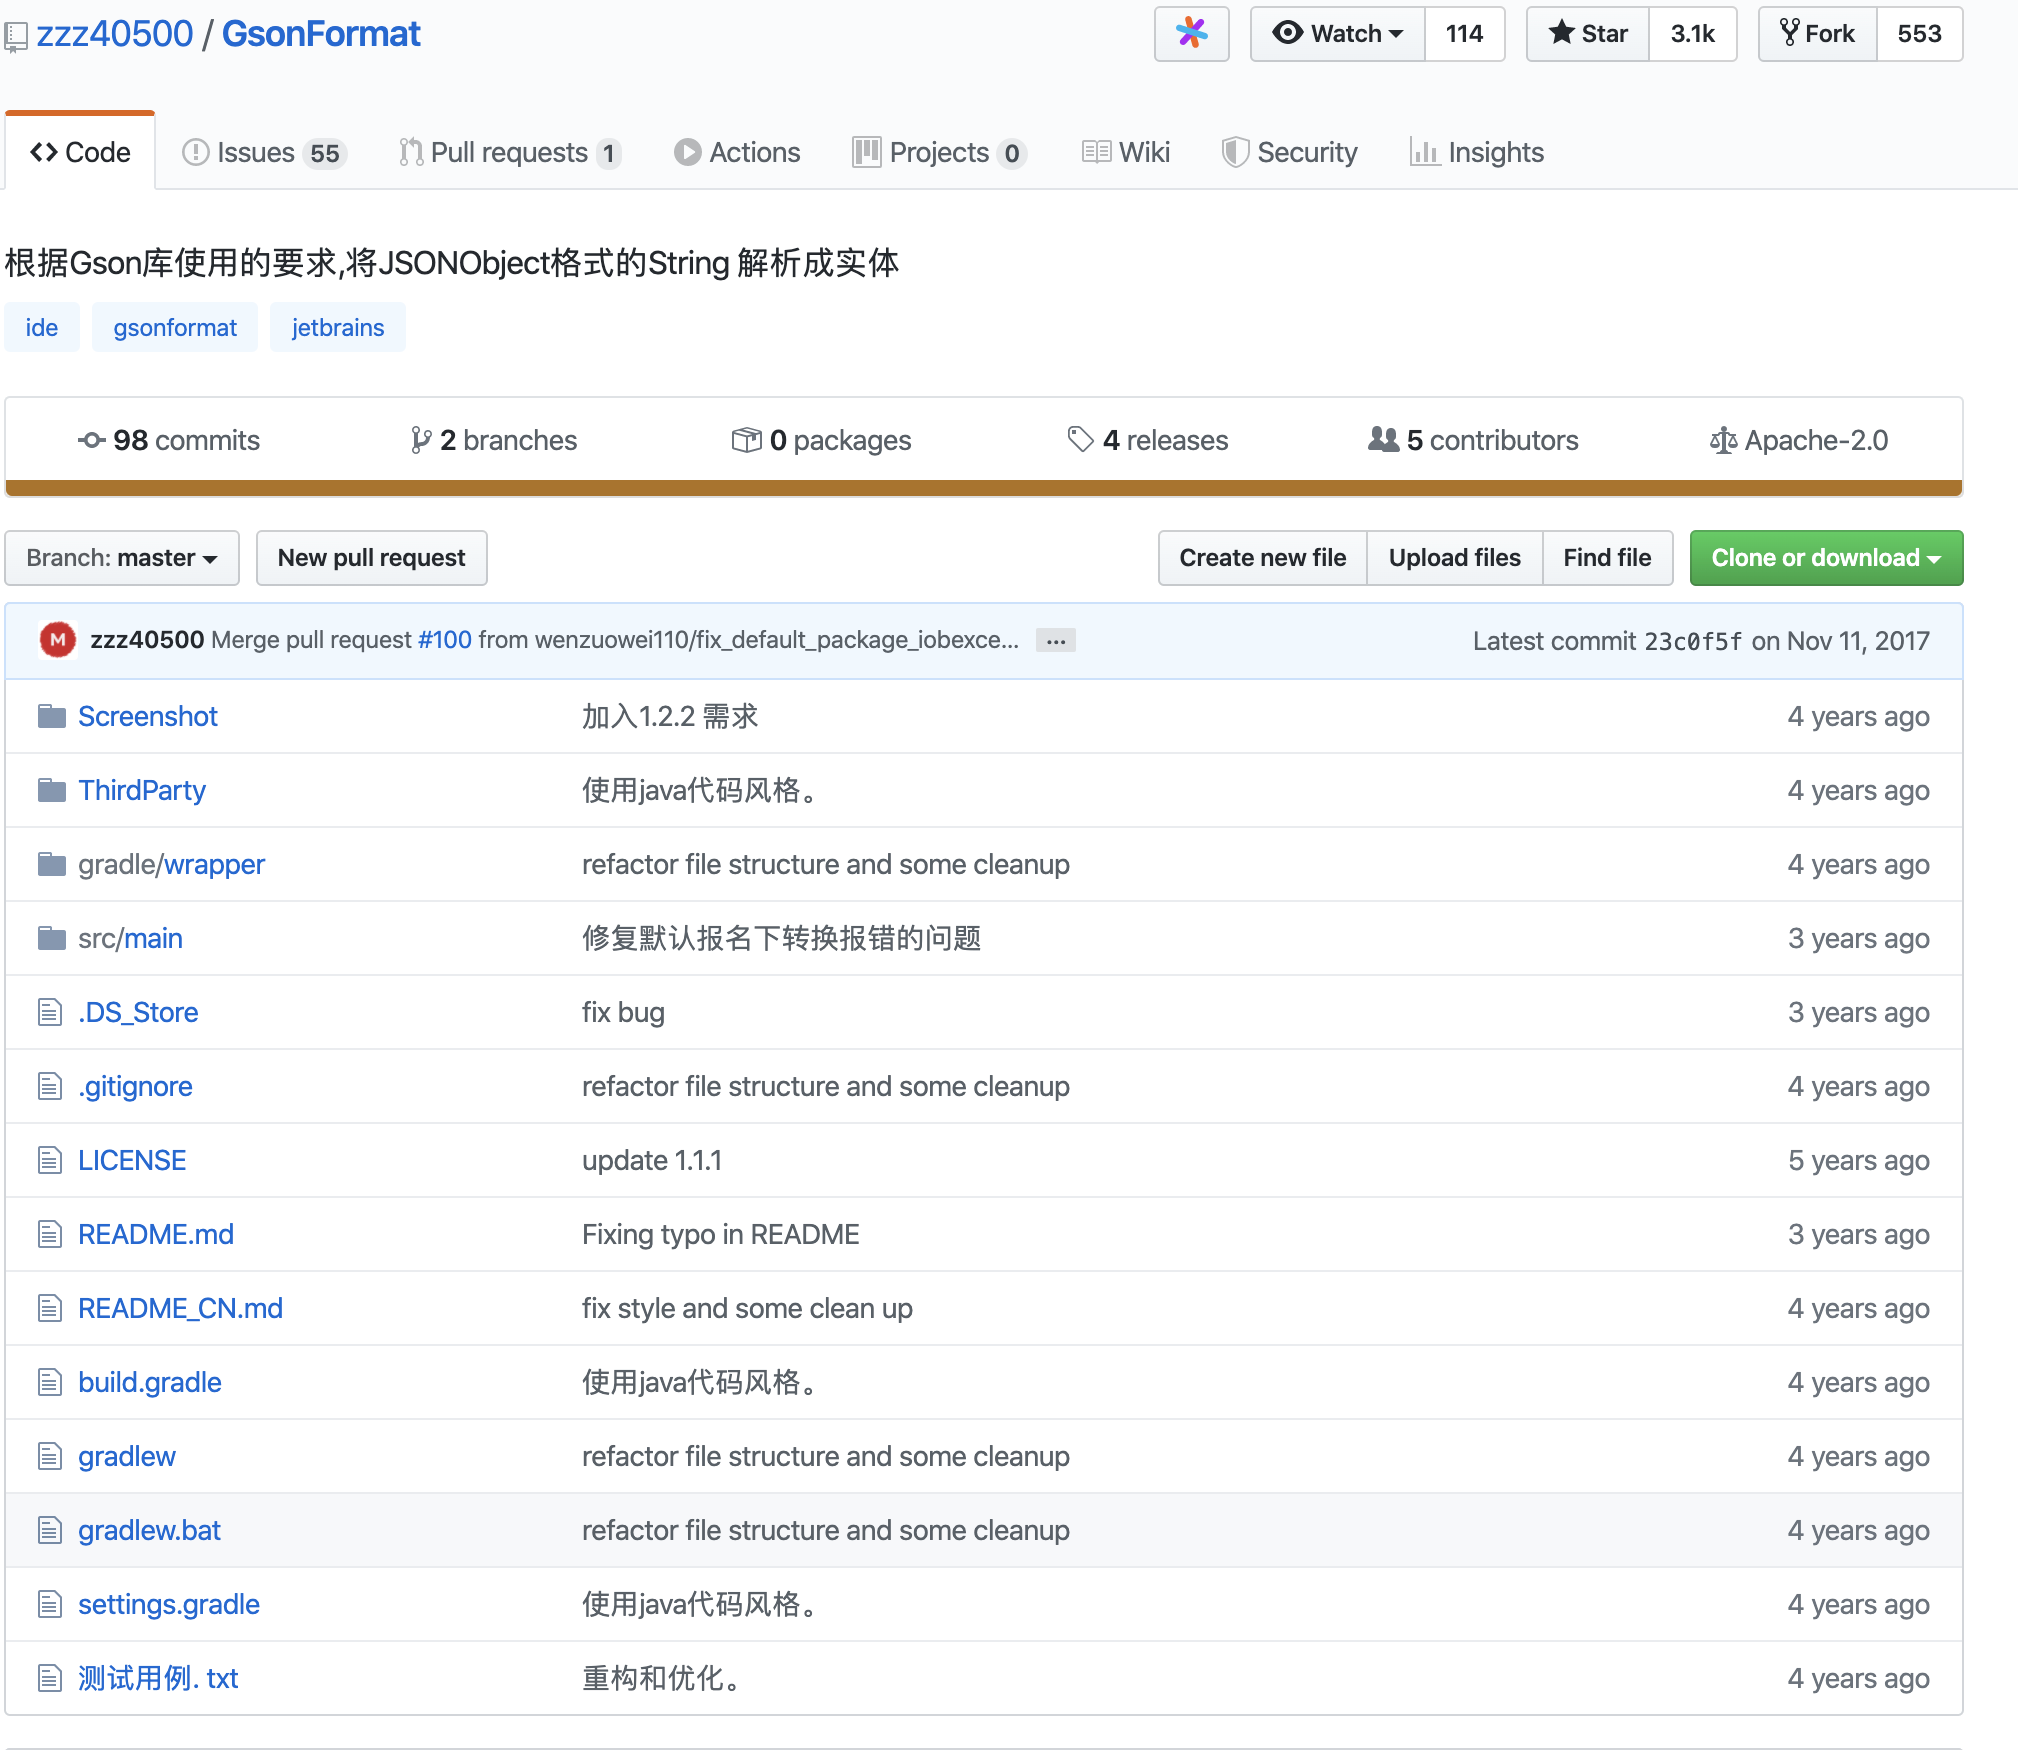 zzz40500 / GsonFormat
Watch 114 Star 3.1k Fork 553
Code Issues 55 Pull requests 1 Actions Projects 0 Wiki Security Insights
根据Gson库使用的要求,将JSONObject格式的String 解析成实体
ide gsonformat jetbrains
98 commits 2 branches 0 packages 4 releases 5 contributors Apache-2.0
Branch: master New pull request Create new file Upload files Find file Clone or download
zzz40500 Merge pull request #100 from wenzuowei110/fix_default_package_iobexce... ... Latest commit 23c0f5f on Nov 11, 2017
Screenshot 加入1.2.2 需求 4 years ago
ThirdParty 使用java代码风格。 4 years ago
gradle/wrapper refactor file structure and some cleanup 4 years ago
src/main 修复默认报名下转换报错的问题 3 years ago
.DS_Store fix bug 3 years ago
.gitignore refactor file structure and some cleanup 4 years ago
LICENSE update 1.1.1 5 years ago
README.md Fixing typo in README 3 years ago
README_CN.md fix style and some clean up 4 years ago
build.gradle 使用java代码风格。 4 years ago
gradlew refactor file structure and some cleanup 4 years ago
gradlew.bat refactor file structure and some cleanup 4 years ago
settings.gradle 使用java代码风格。 4 years ago
测试用例. txt 重构和优化。 4 years ago